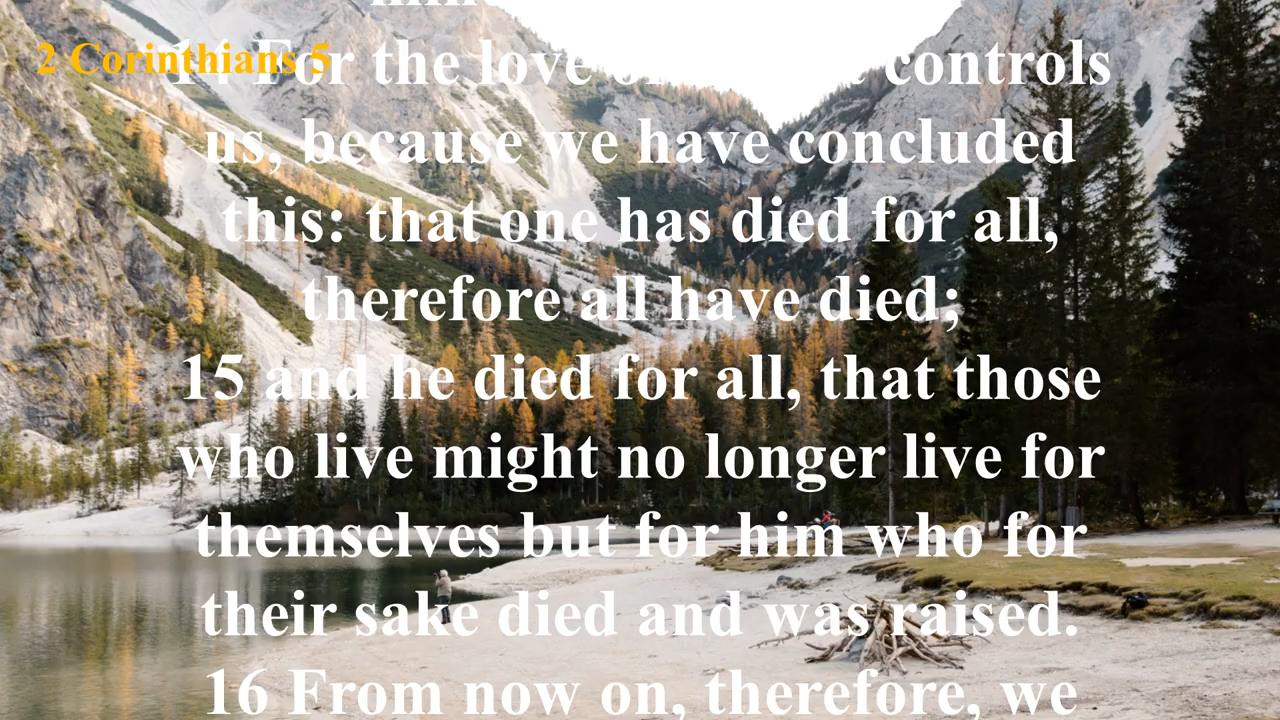 2 Corinthians 5
14 For the love controls
us, because we have concluded
this: that one has died for all,
therefore all have died;
15 and he died for all, that those
who live might no longer live for
themselves but for him who for
their sake died and was raised.
16 From now on, therefore, we